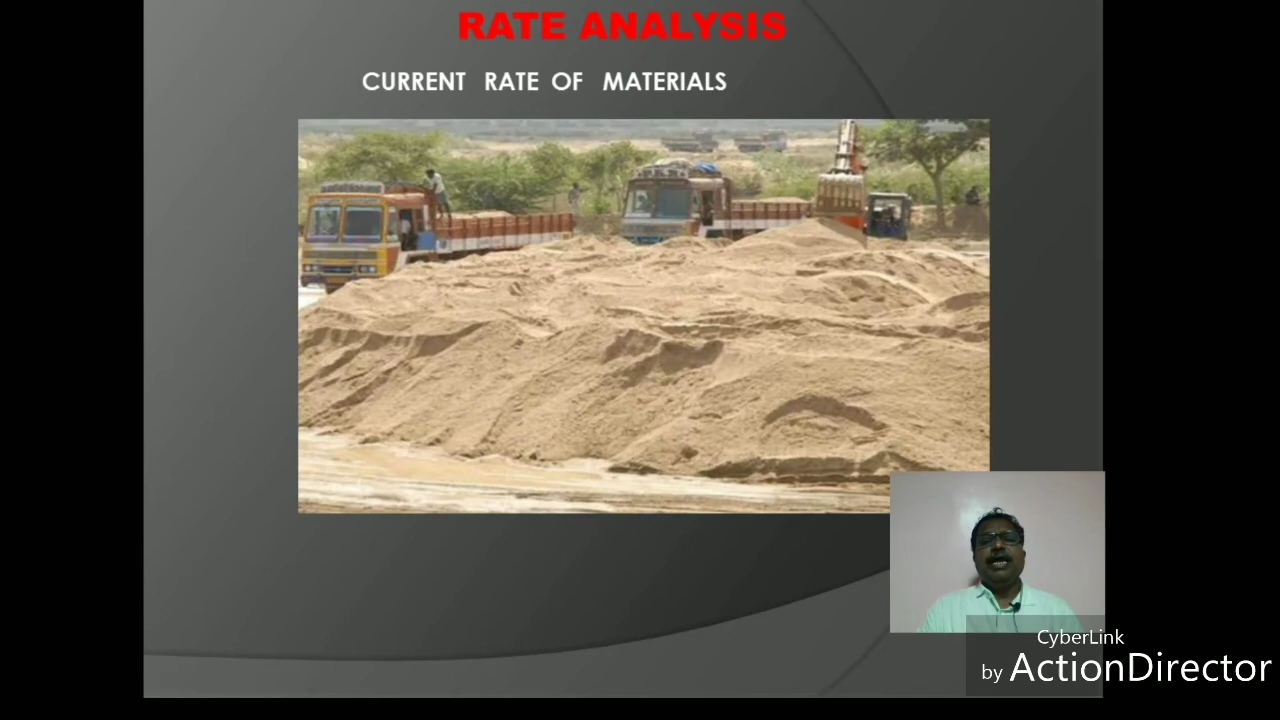 RATE ANALYSIS
CURRENT RATE OF MATERIALS
CyberLink
by ActionDirector